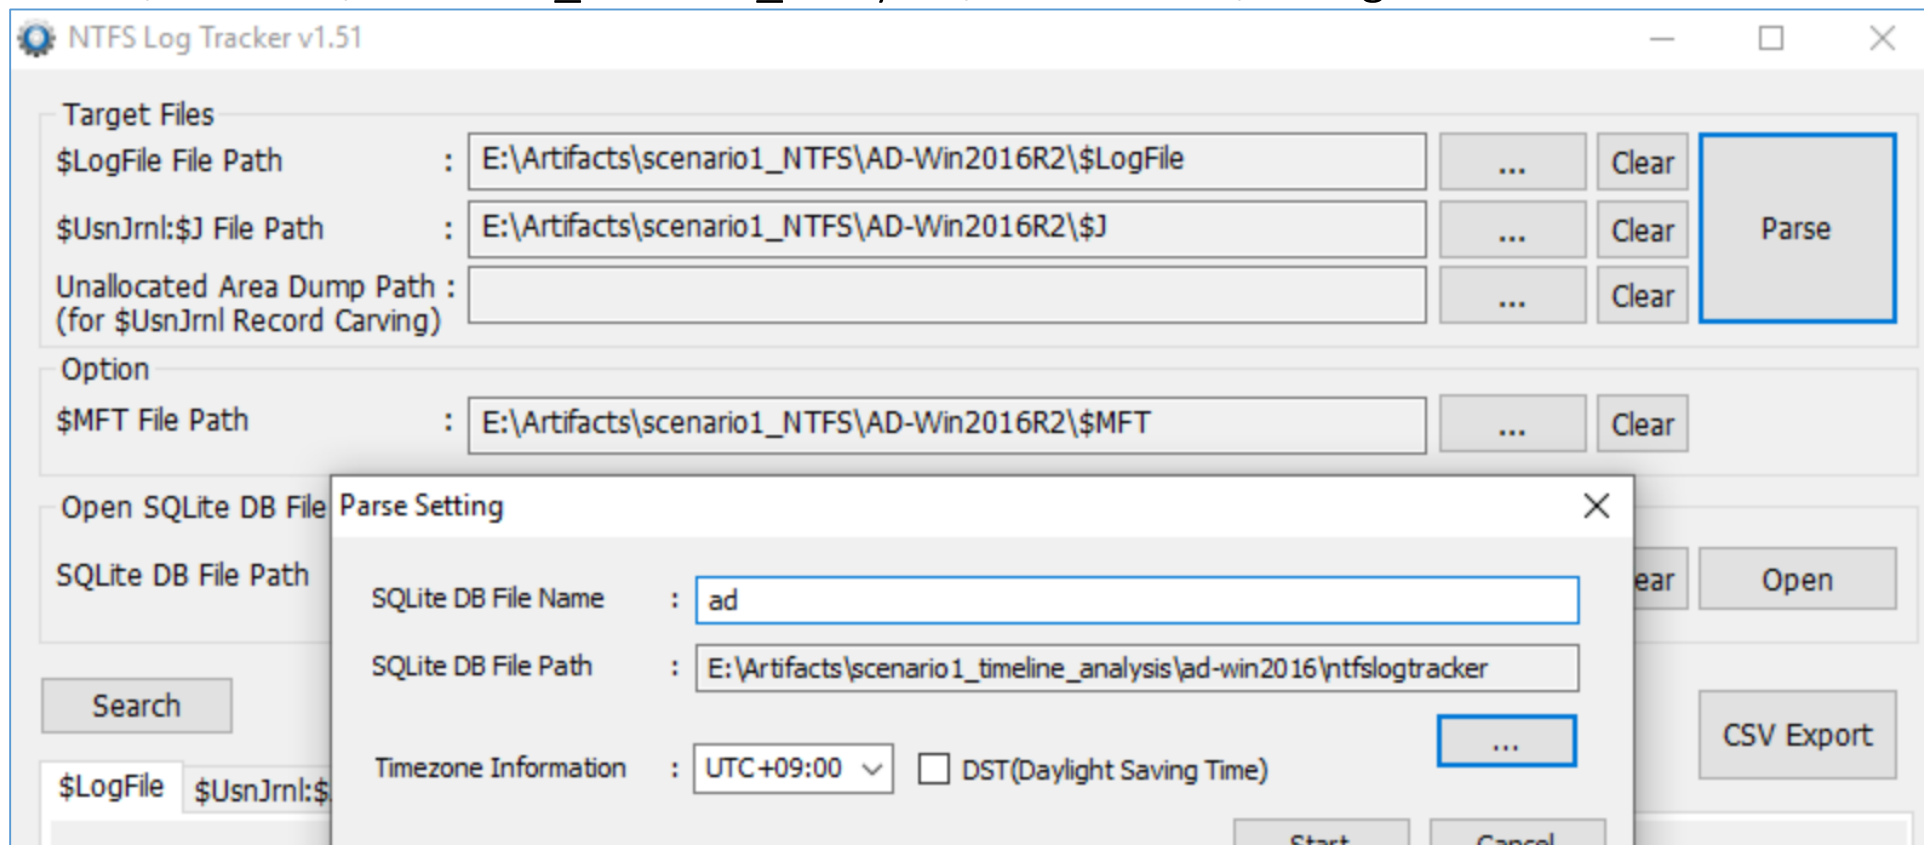 NTFS Log Tracker v1.51
Target Files
$LogFile File Path : E:\Artifacts\scenario1_NTFS\AD-Win2016R2\$LogFile ... Clear
Parse
$UsnJrnl:$J File Path : E:\Artifacts\scenario1_NTFS\AD-Win2016R2\$J ... Clear
Unallocated Area Dump Path : ... Clear
(for $UsnJrnl Record Carving)
Option
$MFT File Path : E:\Artifacts\scenario1_NTFS\AD-Win2016R2\$MFT ... Clear
Open SQLite DB File
Parse Setting
SQLite DB File Path
ear Open
SQLite DB File Name : ad
SQLite DB File Path : E:\Artifacts\scenario1_timeline_analysis\ad-win2016\ntfslogtracker
...
Search
CSV Export
Timezone Information : UTC+09:00 DST(Daylight Saving Time)
$LogFile $UsnJrnl:$
Start Cancel